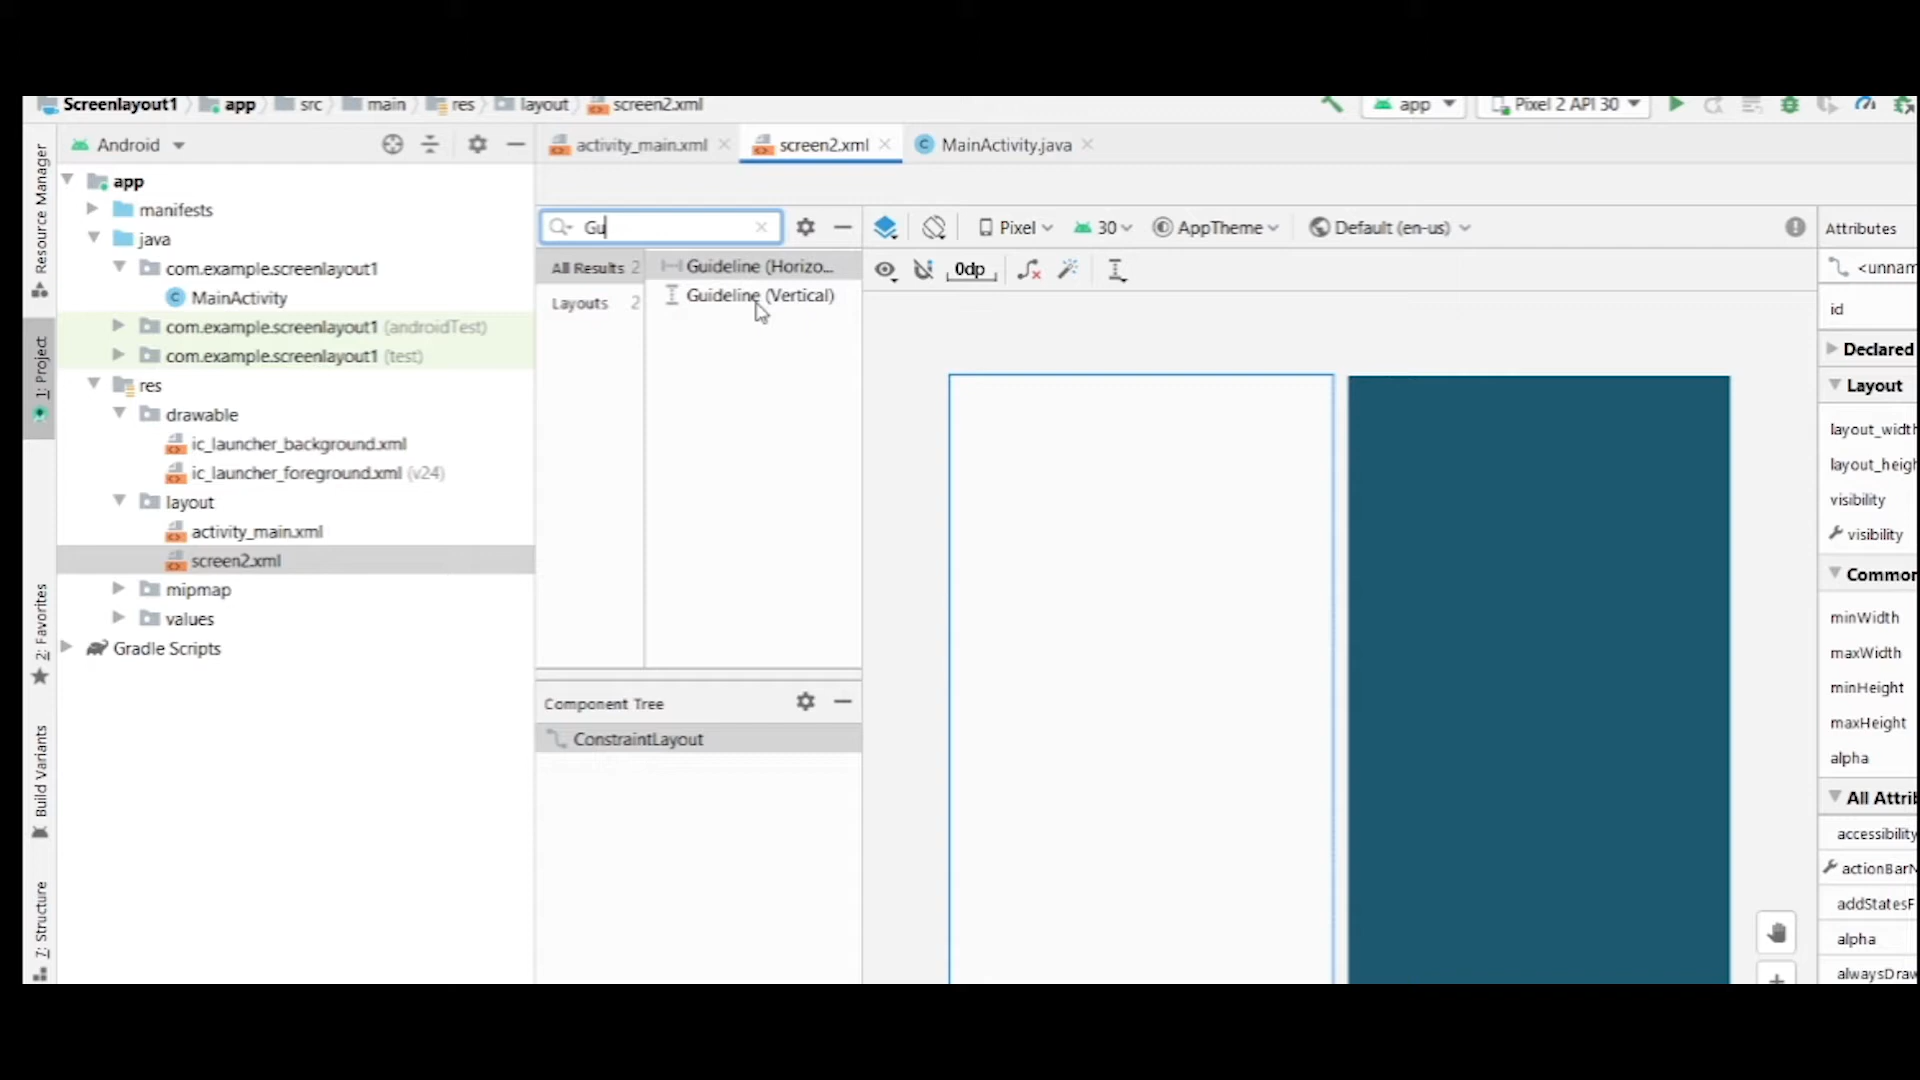 Screenlayout1 app src main res layout screen2.xml app Pixel 2 API 30
Android
activity_main.xml
screen2.xml
MainActivity.java
Resource Manager
1: Project
2: Favorites
Build Variants
7: Structure
app
manifests
java
com.example.screenlayout1
MainActivity
com.example.screenlayout1 (androidTest)
com.example.screenlayout1 (test)
res
drawable
ic_launcher_background.xml
ic_launcher_foreground.xml (v24)
layout
activity_main.xml
screen2.xml
mipmap
values
Gradle Scripts
Gu
All Results 2
Layouts 2
Guideline (Horizo...
Guideline (Vertical)
Component Tree
ConstraintLayout
Pixel 30 AppTheme Default (en-us)
0dp
Attributes
<unnam
id
Declared
Layout
layout_width
layout_heigh
visibility
visibility
Common
minWidth
maxWidth
minHeight
maxHeight
alpha
All Attrib
accessibility
actionBarN
addStatesF
alpha
alwaysDraw